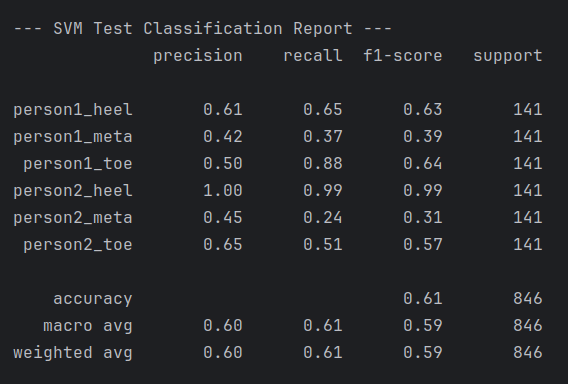 --- SVM Test Classification Report ---
precision recall f1-score support
person1_heel 0.61 0.65 0.63 141
person1_meta 0.42 0.37 0.39 141
person1_toe 0.50 0.88 0.64 141
person2_heel 1.00 0.99 0.99 141
person2_meta 0.45 0.24 0.31 141
person2_toe 0.65 0.51 0.57 141
accuracy 0.61 846
macro avg 0.60 0.61 0.59 846
weighted avg 0.60 0.61 0.59 846